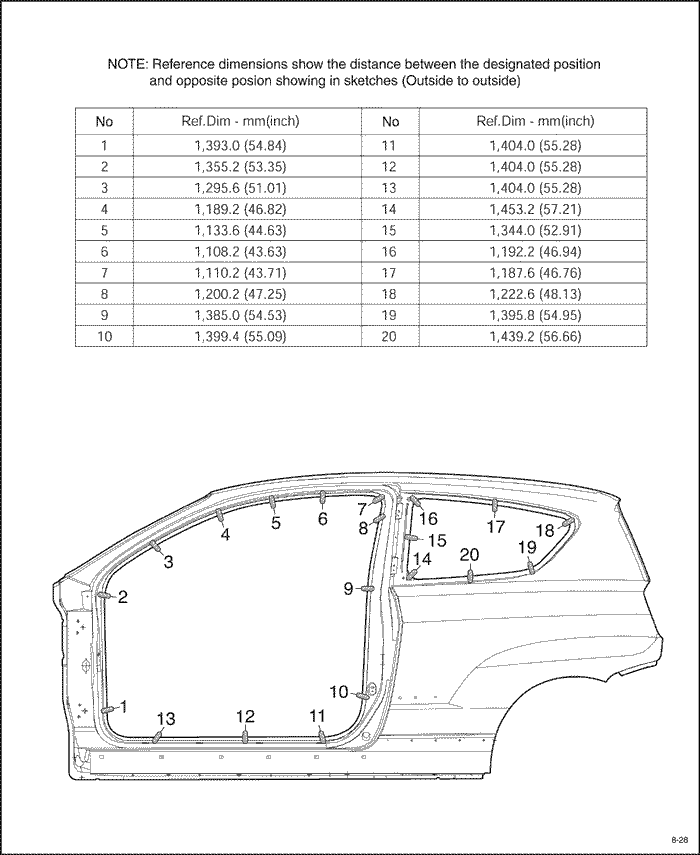 NOTE: Reference dimensions show the distance between the designated position
and opposite posion showing in sketches (Outside to outside)
No Ref.Dim - mm(inch) No Ref.Dim - mm(inch)
1 1,393.0 (54.84) 11 1,404.0 (55.28)
2 1,355.2 (53.35) 12 1,404.0 (55.28)
3 1,295.6 (51.01) 13 1,404.0 (55.28)
4 1,189.2 (46.82) 14 1,453.2 (57.21)
5 1,133.6 (44.63) 15 1,344.0 (52.91)
6 1,108.2 (43.63) 16 1,192.2 (46.94)
7 1,110.2 (43.71) 17 1,187.6 (46.76)
8 1,200.2 (47.25) 18 1,222.6 (48.13)
9 1,385.0 (54.53) 19 1,395.8 (54.95)
10 1,399.4 (55.09) 20 1,439.2 (56.66)
7
6
5
4
3
8
16
17
18
15
14
20
19
2
9
10
1
13
12
11
8-28